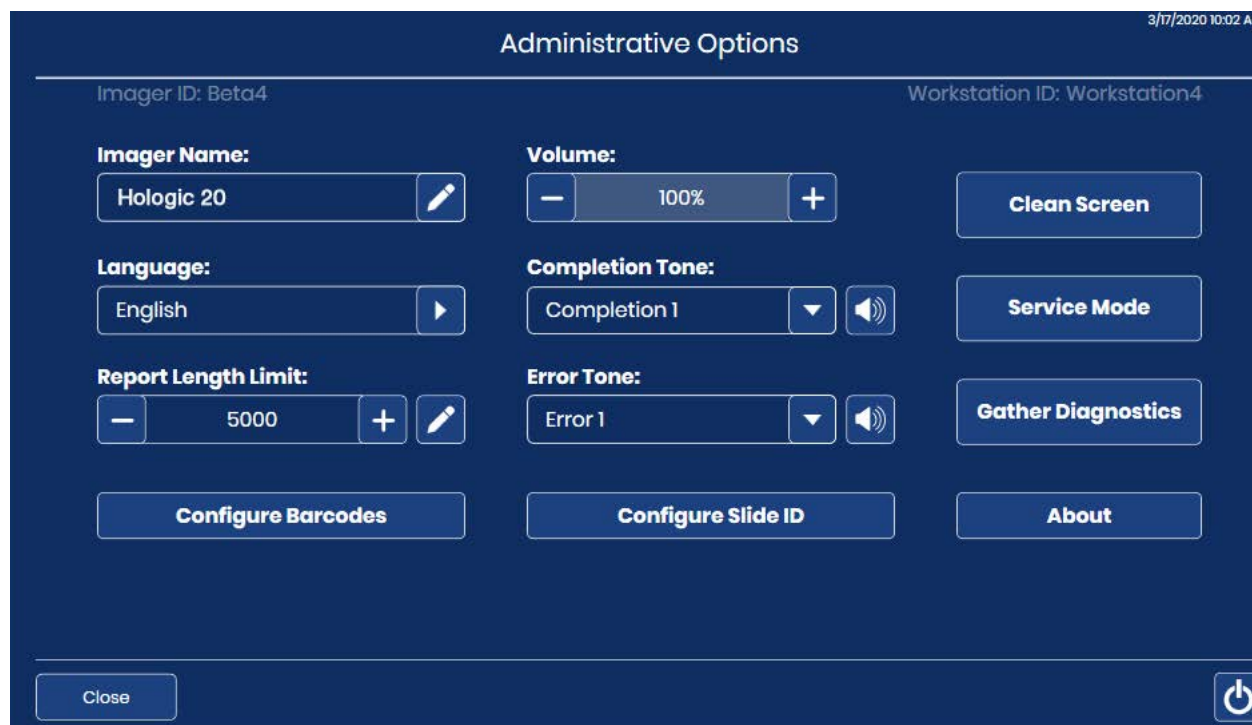 3/17/2020 10:02 A
Administrative Options
Imager ID: Beta4
Workstation ID: Workstation4
Imager Name:
Hologic 20
Volume:
100%
Clean Screen
Language:
English
Completion Tone:
Completion 1
Service Mode
Report Length Limit:
5000
Error Tone:
Error 1
Gather Diagnostics
Configure Barcodes
Configure Slide ID
About
Close